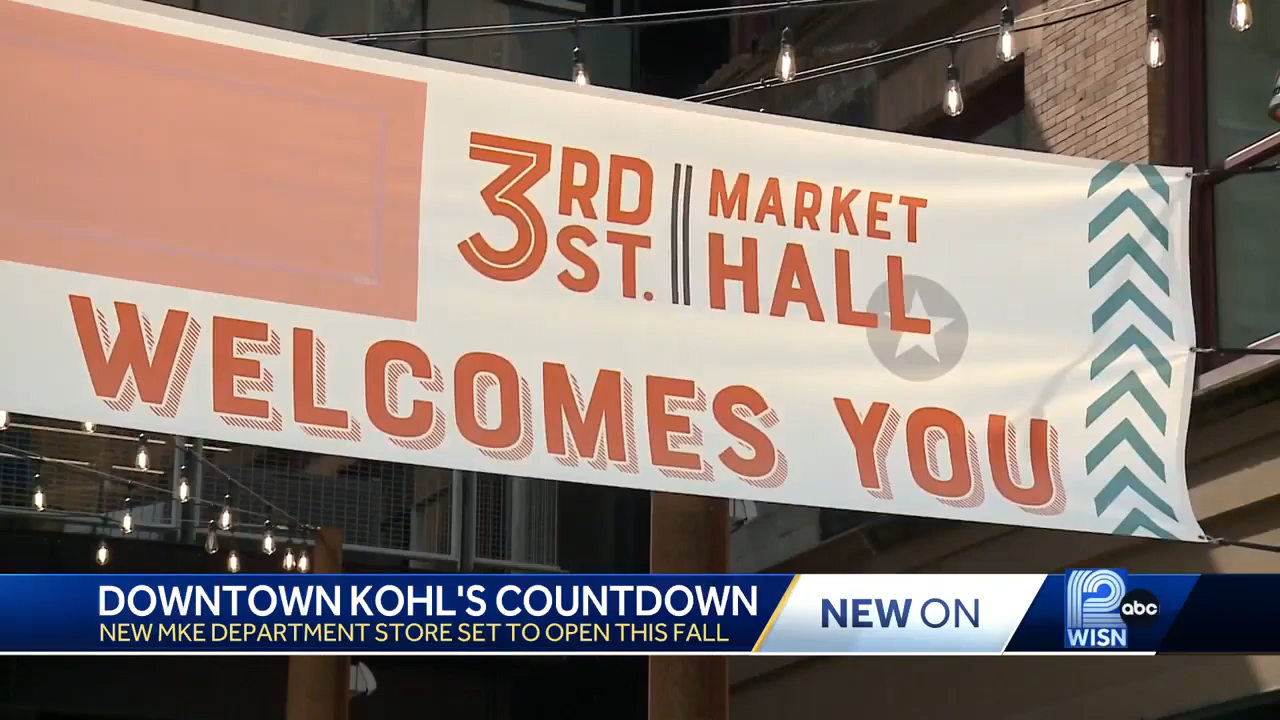 3RD ST. MARKET HALL
WELCOMES YOU
DOWNTOWN KOHL'S COUNTDOWN
NEW MKE DEPARTMENT STORE SET TO OPEN THIS FALL
NEW ON
12
WISN
abc